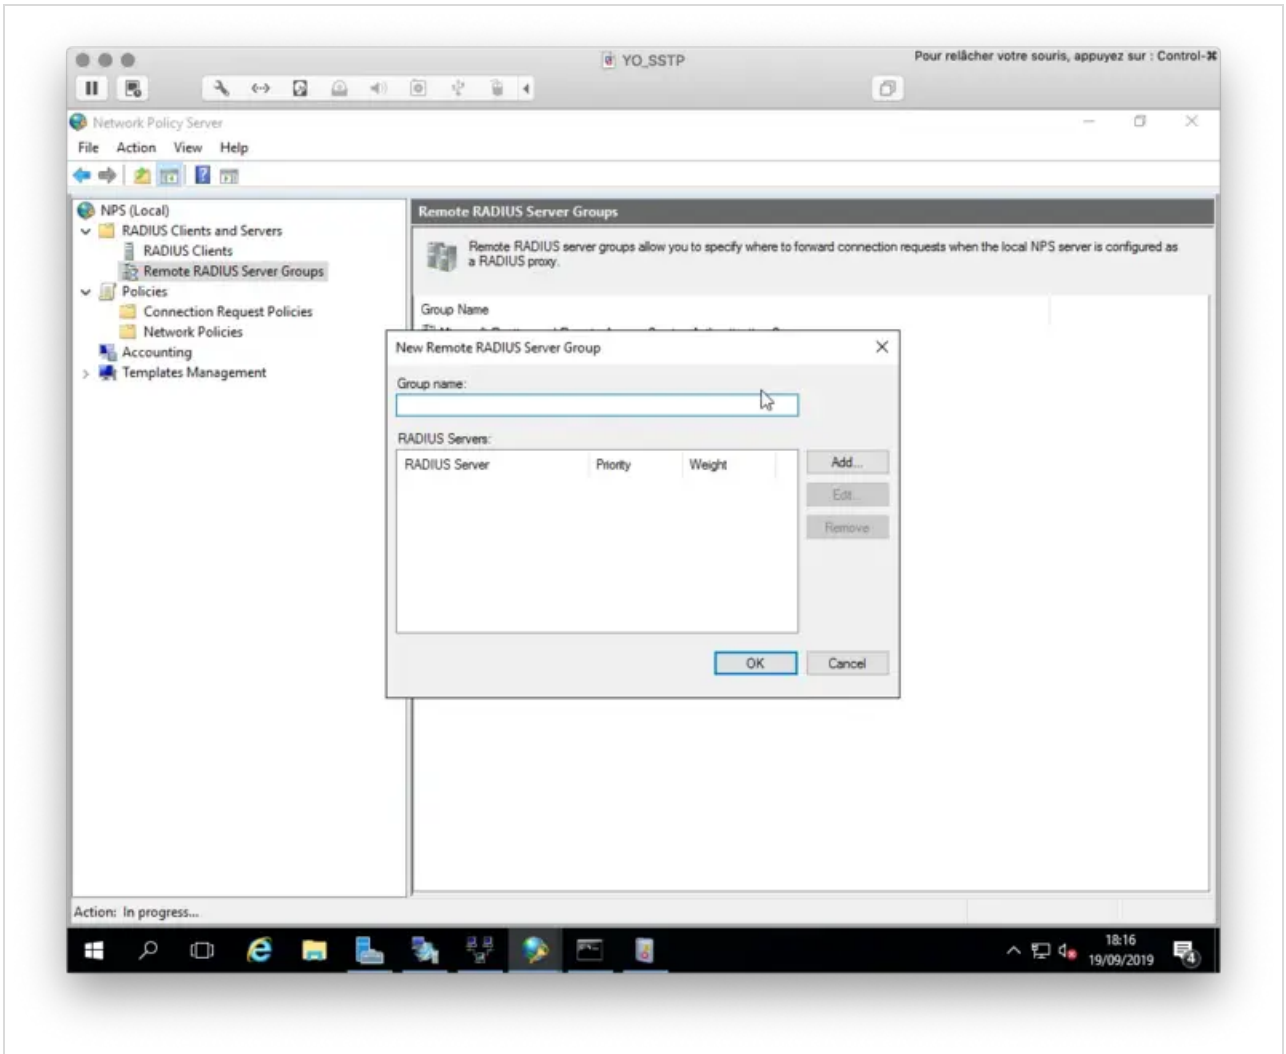 YO_SSTP
Pour relâcher votre souris, appuyez sur : Control-⌘
Network Policy Server
File Action View Help
NPS (Local)
RADIUS Clients and Servers
RADIUS Clients
Remote RADIUS Server Groups
Policies
Connection Request Policies
Network Policies
Accounting
Templates Management
Remote RADIUS Server Groups
Remote RADIUS server groups allow you to specify where to forward connection requests when the local NPS server is configured as
a RADIUS proxy.
Group Name
New Remote RADIUS Server Group
Group name:
RADIUS Servers:
RADIUS Server Priority Weight
Add...
Edit...
Remove
OK Cancel
Action: In progress...
18:16
19/09/2019
4